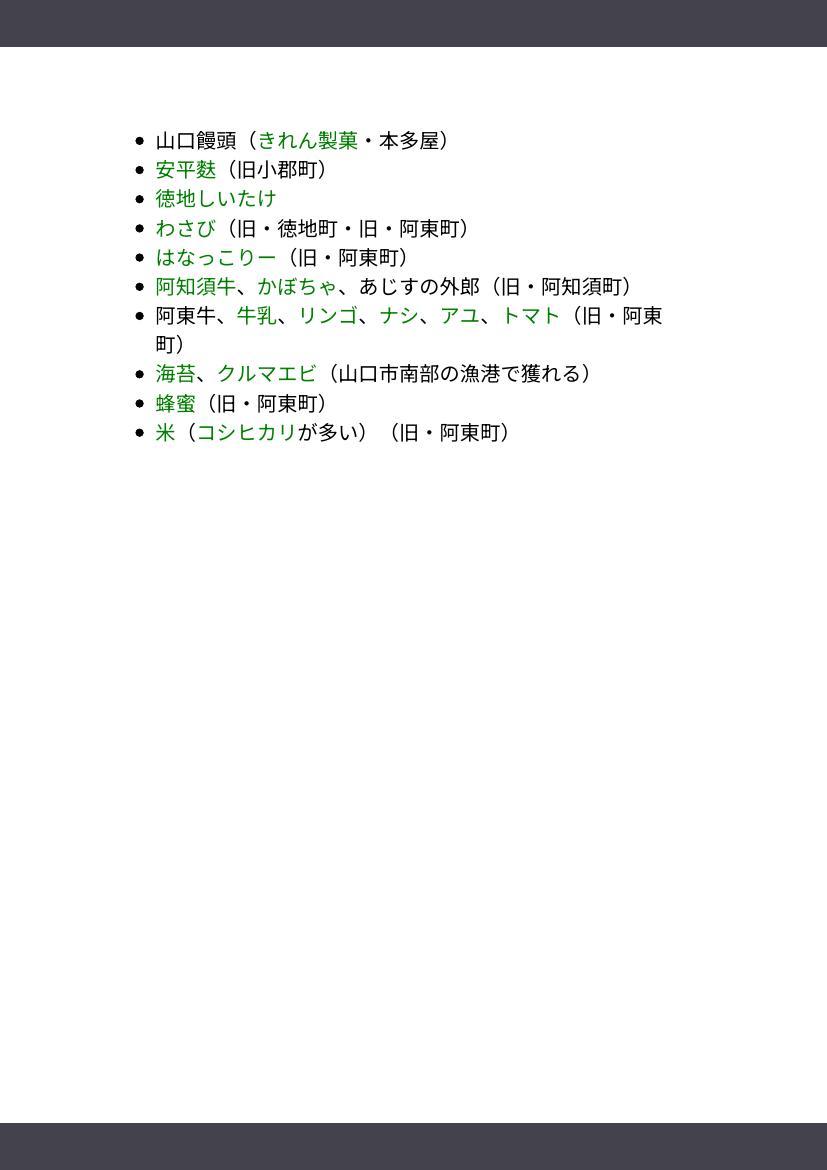 山口饅頭（きれん製菓・本多屋）
安平麩（旧小郡町）
徳地しいたけ
わさび（旧・徳地町・旧・阿東町）
はなっこりー（旧・阿東町）
阿知須牛、かぼちゃ、あじすの外郎（旧・阿知須町）
阿東牛、牛乳、リンゴ、ナシ、アユ、トマト（旧・阿東
町）
海苔、クルマエビ（山口市南部の漁港で獲れる）
蜂蜜（旧・阿東町）
米（コシヒカリが多い）（旧・阿東町）